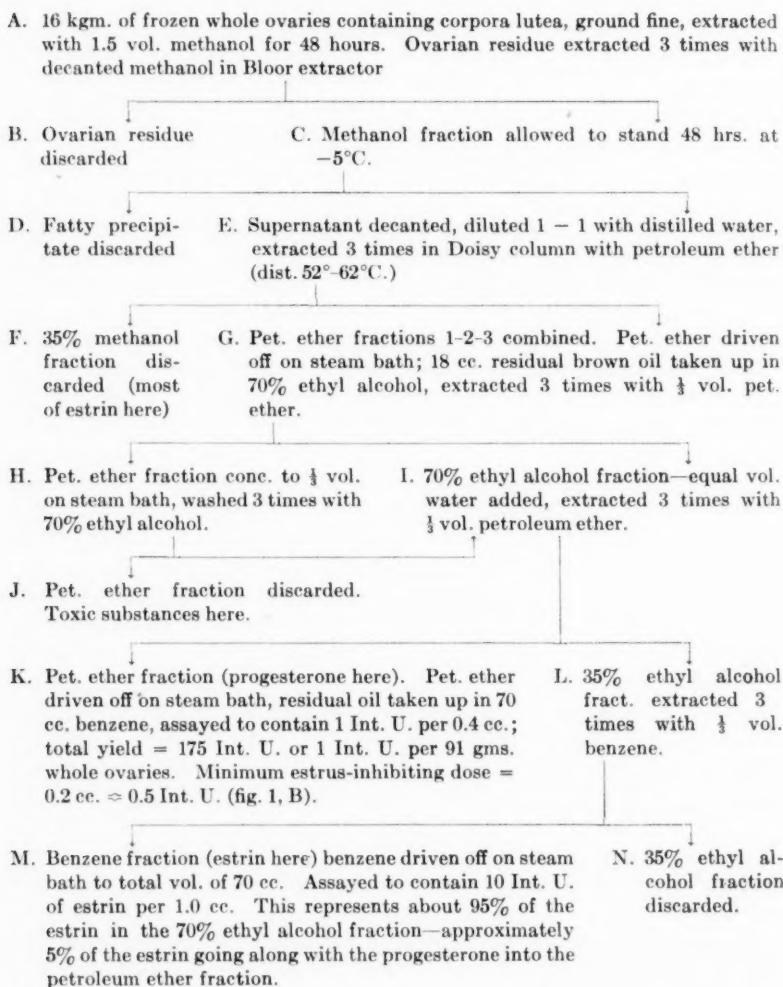 A. 16 kgm. of frozen whole ovaries containing corpora lutea, ground fine, extracted
with 1.5 vol. methanol for 48 hours. Ovarian residue extracted 3 times with
decanted methanol in Bloor extractor
B. Ovarian residue
discarded
C. Methanol fraction allowed to stand 48 hrs. at
−5°C.
D. Fatty precipi-
tate discarded
E. Supernatant decanted, diluted 1 − 1 with distilled water,
extracted 3 times in Doisy column with petroleum ether
(dist. 52°–62°C.)
F. 35% methanol
fraction dis-
carded (most
of estrin here)
G. Pet. ether fractions 1-2-3 combined. Pet. ether driven
off on steam bath; 18 cc. residual brown oil taken up in
70% ethyl alcohol, extracted 3 times with ⅓ vol. pet.
ether.
H. Pet. ether fraction conc. to ⅓ vol.
on steam bath, washed 3 times with
70% ethyl alcohol.
I. 70% ethyl alcohol fraction—equal vol.
water added, extracted 3 times with
⅓ vol. petroleum ether.
J. Pet. ether fraction discarded.
Toxic substances here.
K. Pet. ether fraction (progesterone here). Pet. ether
driven off on steam bath, residual oil taken up in 70
cc. benzene, assayed to contain 1 Int. U. per 0.4 cc.;
total yield = 175 Int. U. or 1 Int. U. per 91 gms.
whole ovaries. Minimum estrus-inhibiting dose =
0.2 cc. ≎ 0.5 Int. U. (fig. 1, B).
L. 35% ethyl alcohol
fract. extracted 3
times with ⅓ vol.
benzene.
M. Benzene fraction (estrin here) benzene driven off on steam
bath to total vol. of 70 cc. Assayed to contain 10 Int. U.
of estrin per 1.0 cc. This represents about 95% of the
estrin in the 70% ethyl alcohol fraction—approximately
5% of the estrin going along with the progesterone into the
petroleum ether fraction.
N. 35% ethyl al-
cohol fraction
discarded.